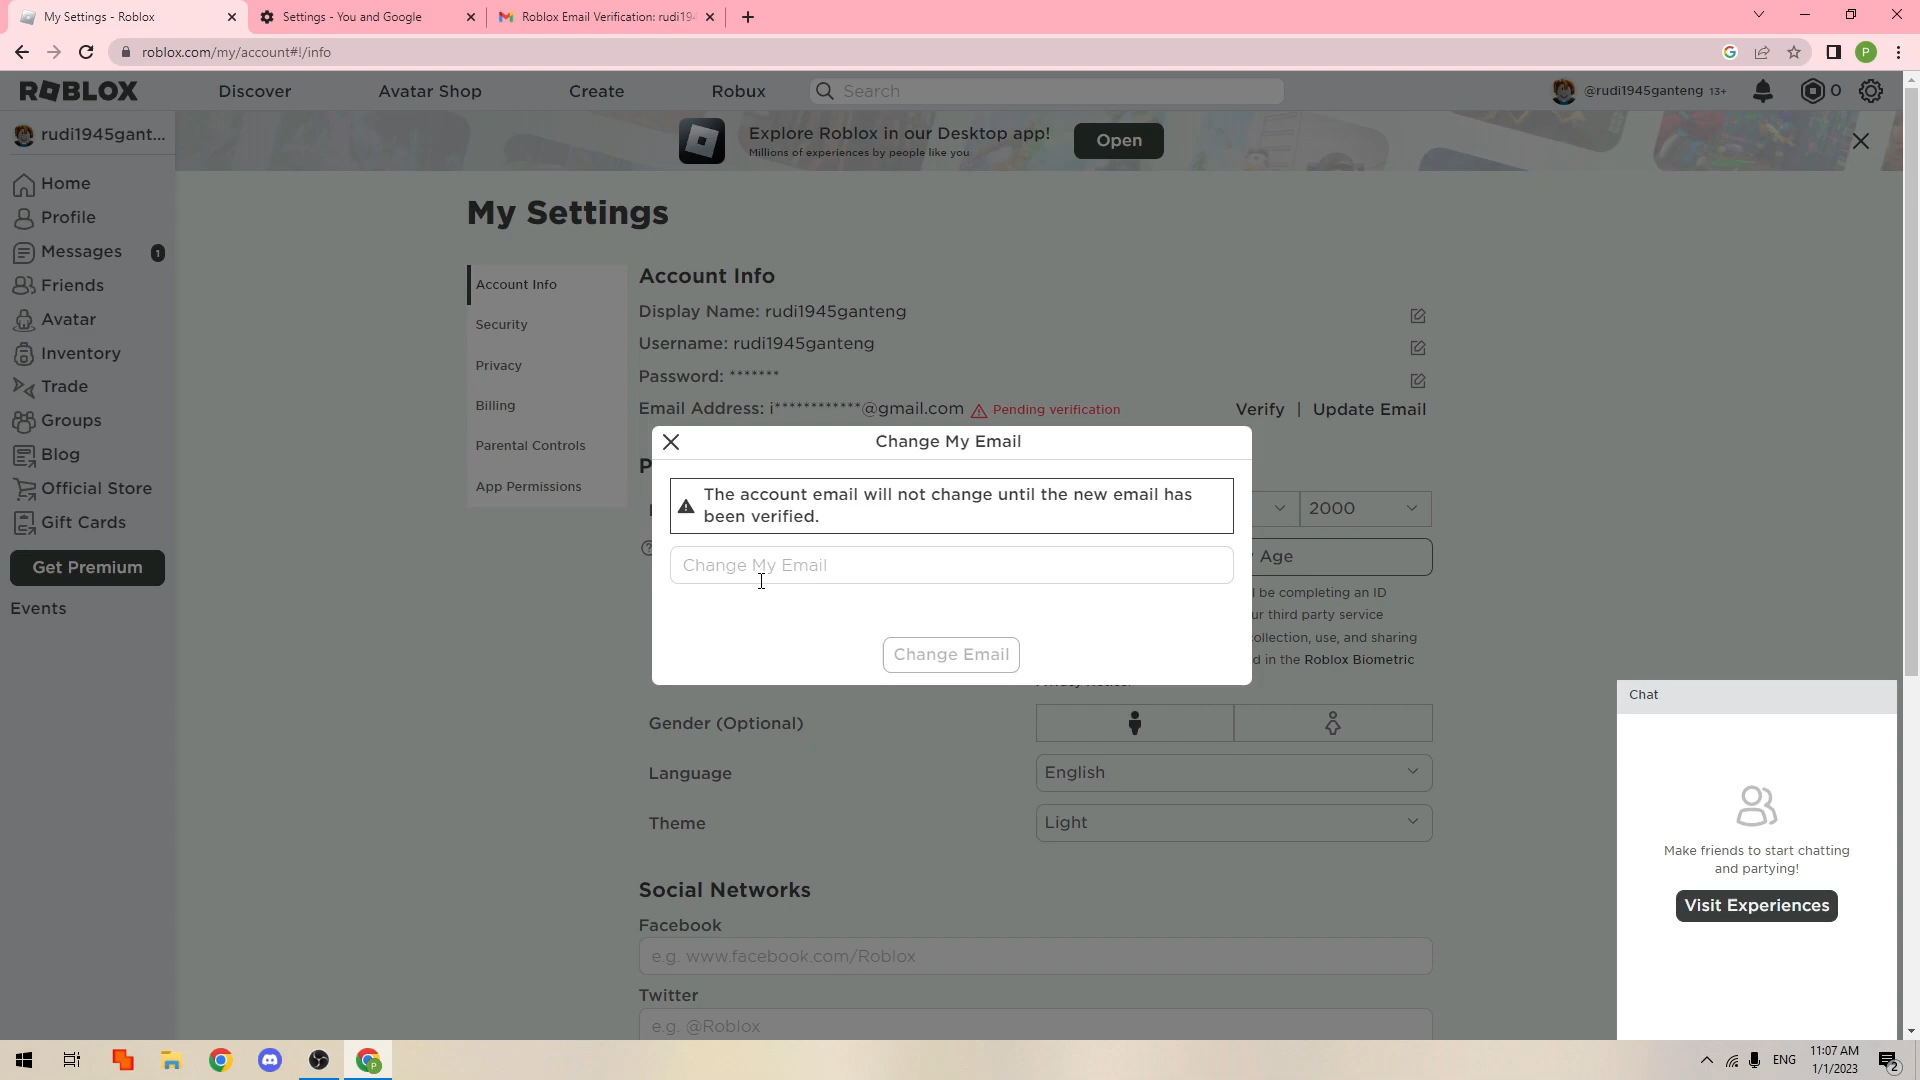 My Settings - Roblox
Settings - You and Google
Roblox Email Verification: rudi19
roblox.com/my/account#!/info
P
ROBLOX
Discover
Avatar Shop
Create
Robux
Search
@rudi1945ganteng 13+
0
rudi1945gant...
Explore Roblox in our Desktop app!
Millions of experiences by people like you
Open
Home
Profile
Messages
1
Friends
Avatar
Inventory
Trade
Groups
Blog
Official Store
Gift Cards
Get Premium
Events
My Settings
Account Info
Security
Privacy
Billing
Parental Controls
App Permissions
Account Info
Display Name: rudi1945ganteng
Username: rudi1945ganteng
Password: *******
Email Address: i************@gmail.com Pending verification
Verify | Update Email
P
Change My Email
The account email will not change until the new email has
been verified.
Change My Email
Change Email
2000
Age
be completing an ID
ur third party service
ollection, use, and sharing
d in the Roblox Biometric
Gender (Optional)
Language
English
Theme
Light
Social Networks
Facebook
e.g. www.facebook.com/Roblox
Twitter
e.g. @Roblox
Chat
Make friends to start chatting
and partying!
Visit Experiences
P
ENG
11:07 AM
1/1/2023
2